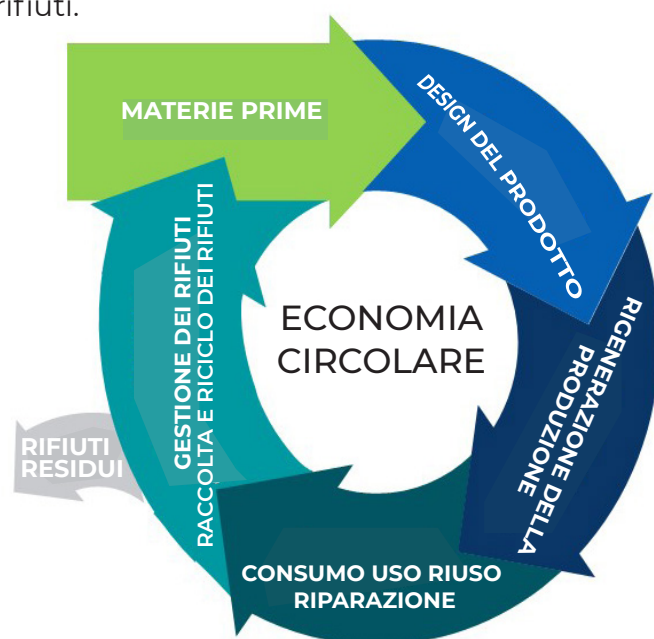 rifiuti.
MATERIE PRIME
DESIGN DEL PRODOTTO
RIGENERAZIONE DELLA
PRODUZIONE
CONSUMO USO RIUSO
RIPARAZIONE
GESTIONE DEI RIFIUTI
RACCOLTA E RICICLO DEI RIFIUTI
RIFIUTI
RESIDUI
ECONOMIA
CIRCOLARE